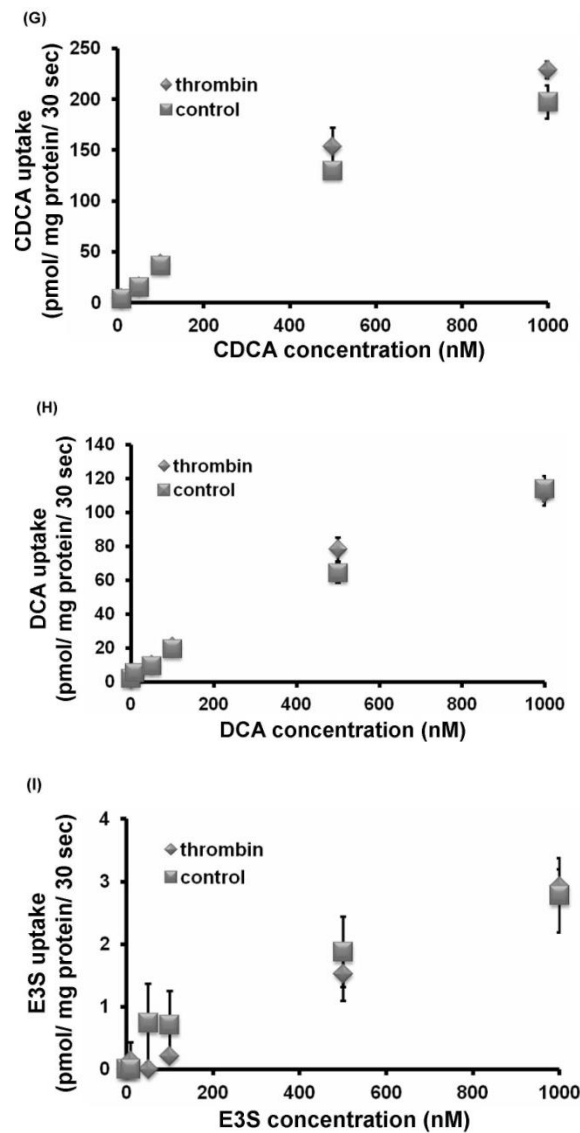 (G)
250
200
150
100
50
0
thrombin
control
CDCA uptake
(pmol/ mg protein/ 30 sec)
0 200 400 600 800 1000
CDCA concentration (nM)
(H)
140
120
100
80
60
40
20
0
thrombin
control
DCA uptake
(pmol/ mg protein/ 30 sec)
0 200 400 600 800 1000
DCA concentration (nM)
(I)
4
3
2
1
0
thrombin
control
E3S uptake
(pmol/ mg protein/ 30 sec)
0 200 400 600 800 1000
E3S concentration (nM)